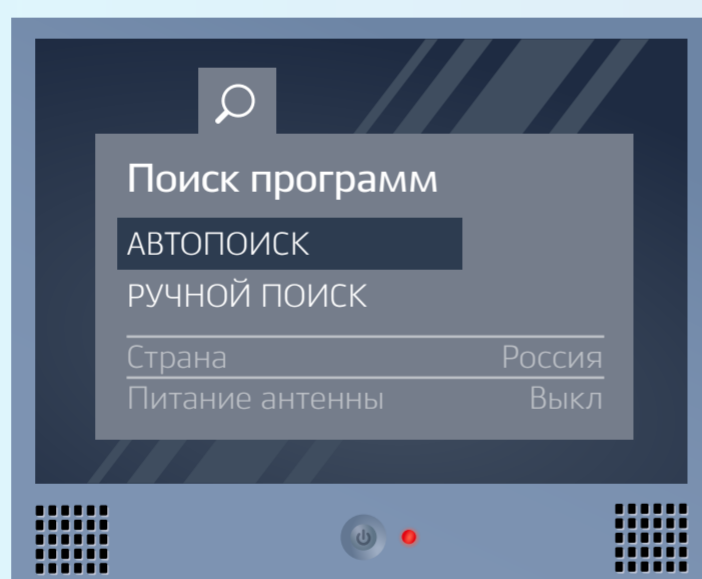 Поиск программ
АВТОПОИСК
РУЧНОЙ ПОИСК
Страна Россия
Питание антенны Выкл